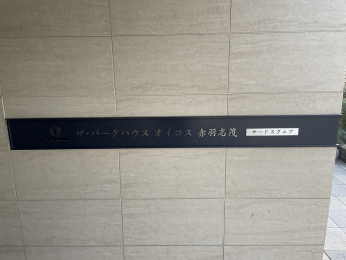 ザ・パークハウス オイコス 赤羽志茂 サードスクエア